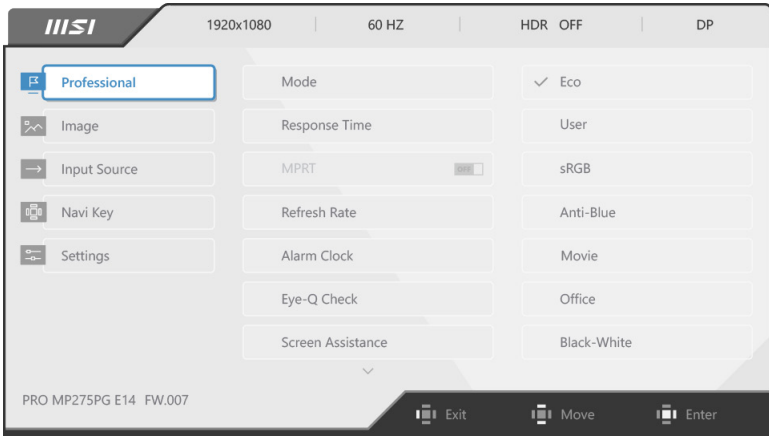 msi 1920x1080 60 HZ HDR OFF DP
Professional Mode Eco
Image Response Time User
Input Source MPRT OFF sRGB
Navi Key Refresh Rate Anti-Blue
Settings Alarm Clock Movie
Eye-Q Check Office
Screen Assistance Black-White
PRO MP275PG E14 FW.007
Exit Move Enter